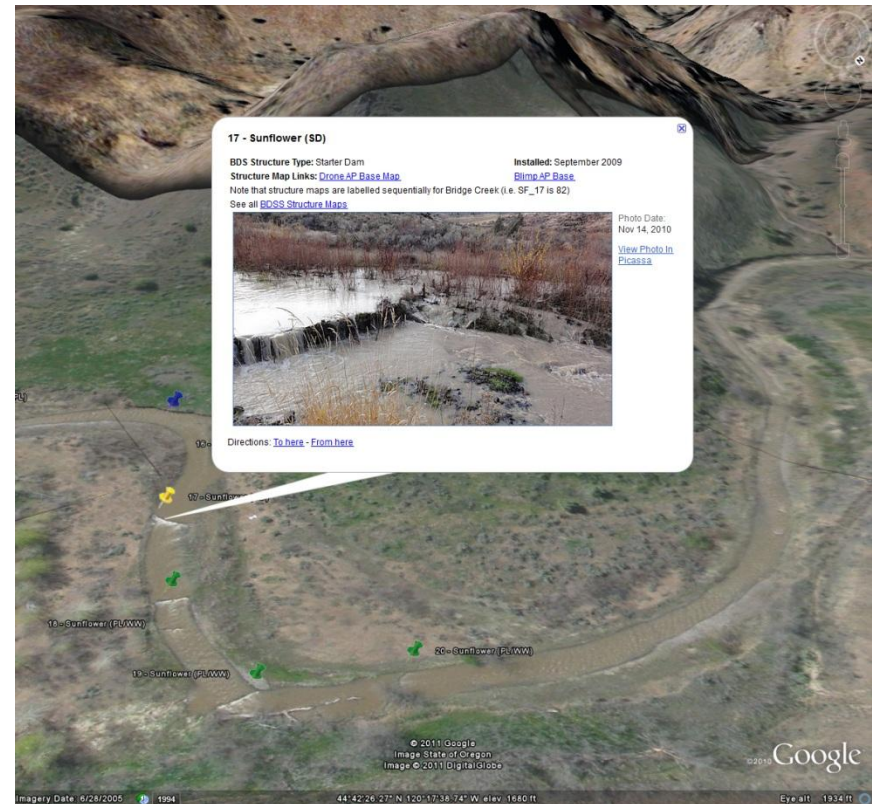 17 - Sunflower (SD)
BDS Structure Type: Starter Dam
Installed: September 2009
Structure Map Links: Drone AP Base Map
Blimp AP Base
Note that structure maps are labelled sequentially for Bridge Creek (i.e. SF_17 is 82)
See all BDSS Structure Maps
Photo Date:
Nov 14, 2010
View Photo In
Picassa
Directions: To here - From here
16 -
17 - Sunflower
18 - Sunflower (PL/WW)
19 - Sunflower (PL/WW)
20 - Sunflower (PL/WW)
© 2011 Google
Image State of Oregon
Image © 2011 DigitalGlobe
©2010 Google
Imagery Date: 6/28/2005
1994
44°42'26.27" N 120°17'38.74" W elev 1680 ft
Eye alt 1934 ft